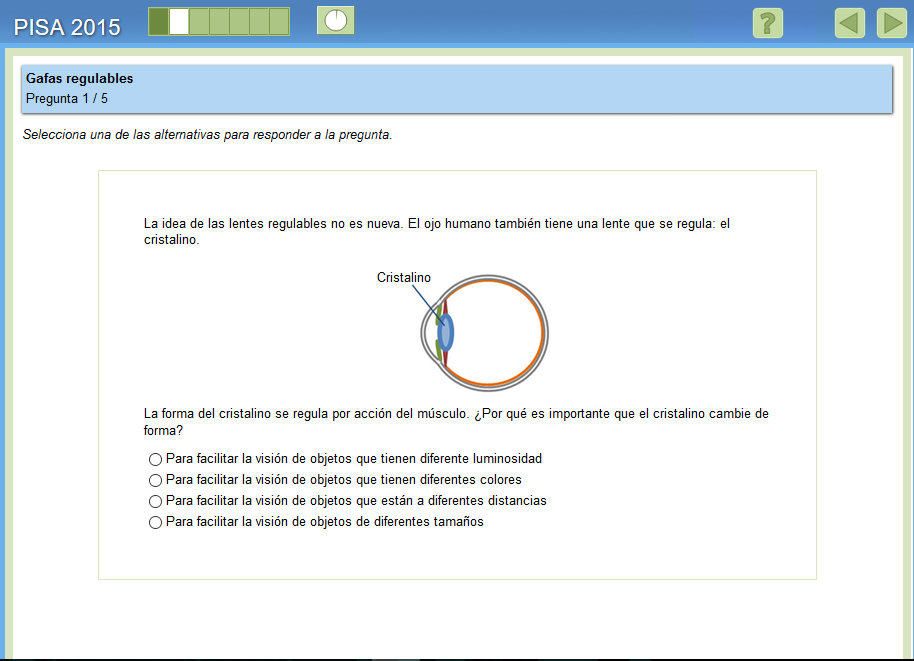 PISA 2015
?
Gafas regulables
Pregunta 1 / 5
Selecciona una de las alternativas para responder a la pregunta.
La idea de las lentes regulables no es nueva. El ojo humano también tiene una lente que se regula: el
cristalino.
Cristalino
La forma del cristalino se regula por acción del músculo. ¿Por qué es importante que el cristalino cambie de
forma?
Para facilitar la visión de objetos que tienen diferente luminosidad
Para facilitar la visión de objetos que tienen diferentes colores
Para facilitar la visión de objetos que están a diferentes distancias
Para facilitar la visión de objetos de diferentes tamaños